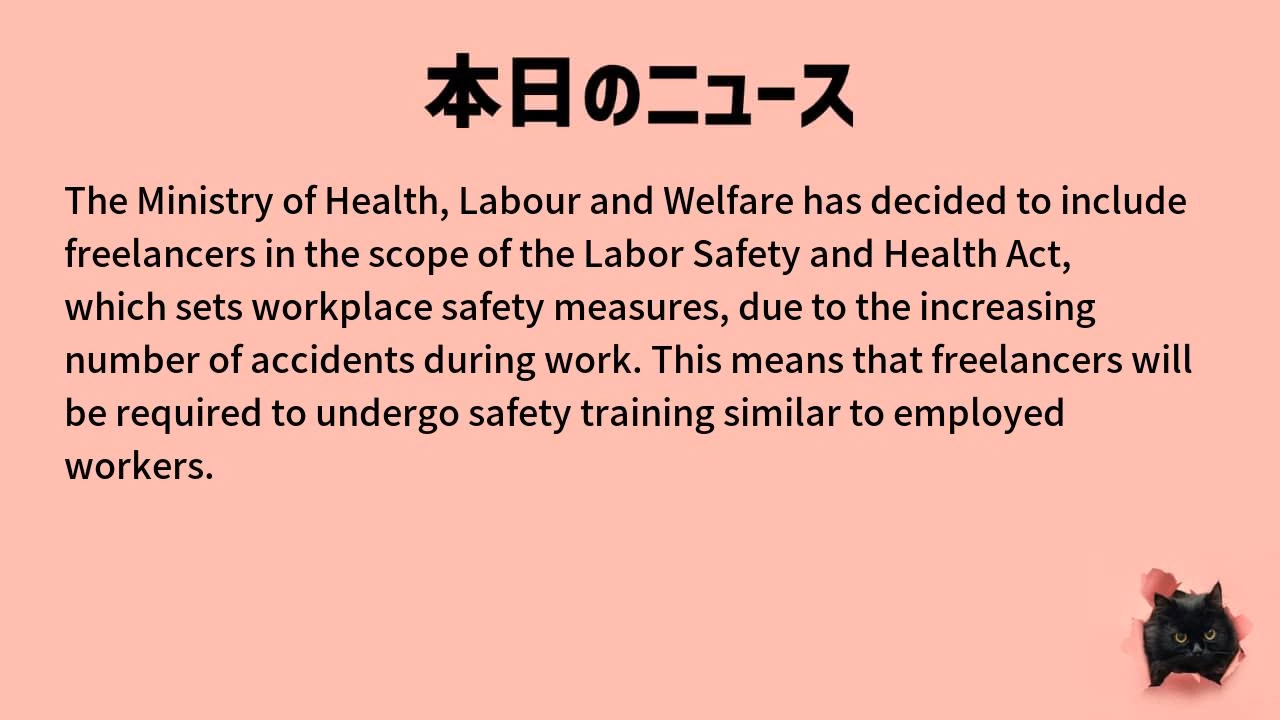 本日のニュース
The Ministry of Health, Labour and Welfare has decided to include
freelancers in the scope of the Labor Safety and Health Act,
which sets workplace safety measures, due to the increasing
number of accidents during work. This means that freelancers will
be required to undergo safety training similar to employed
workers.